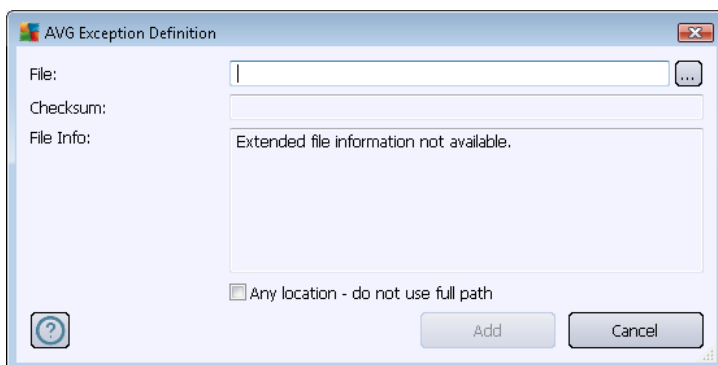 AVG Exception Definition
File:
...
Checksum:
File Info:
Extended file information not available.
Any location - do not use full path
?
Add
Cancel